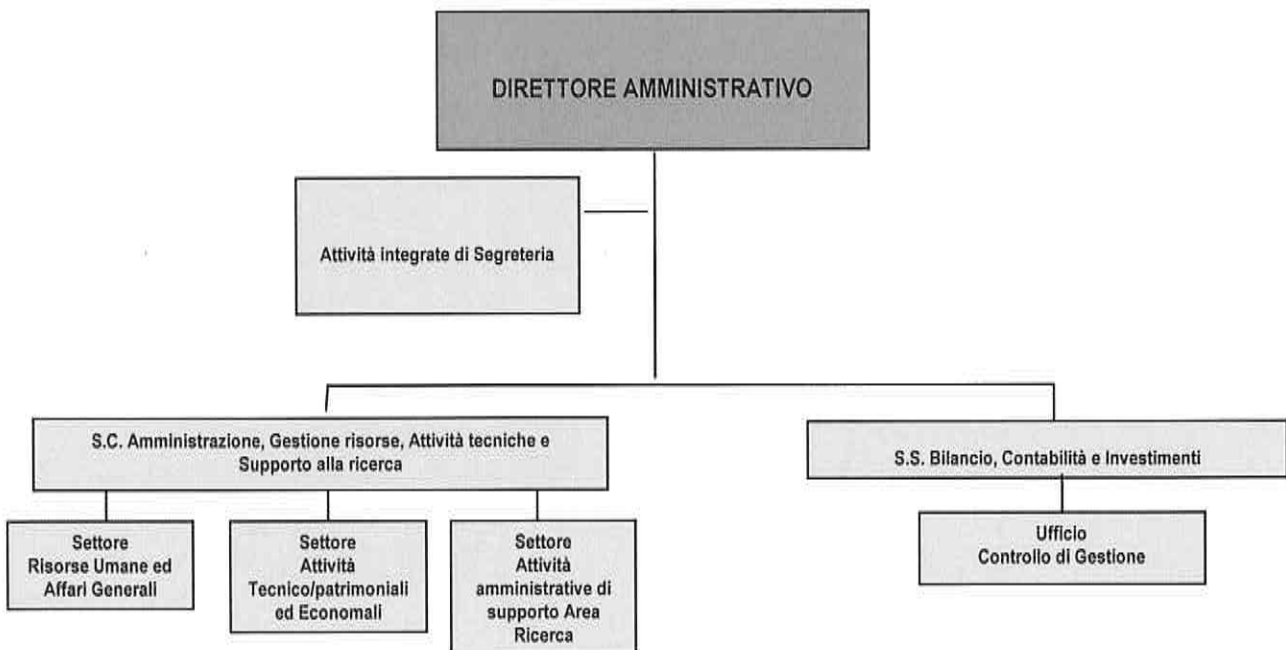 DIRETTORE AMMINISTRATIVO
Attività integrate di Segreteria
S.C. Amministrazione, Gestione risorse, Attività tecniche e
Supporto alla ricerca
S.S. Bilancio, Contabilità e Investimenti
Settore
Risorse Umane ed
Affari Generali
Settore
Attività
Tecnico/patrimoniali
ed Economali
Settore
Attività
amministrative di
supporto Area
Ricerca
Ufficio
Controllo di Gestione